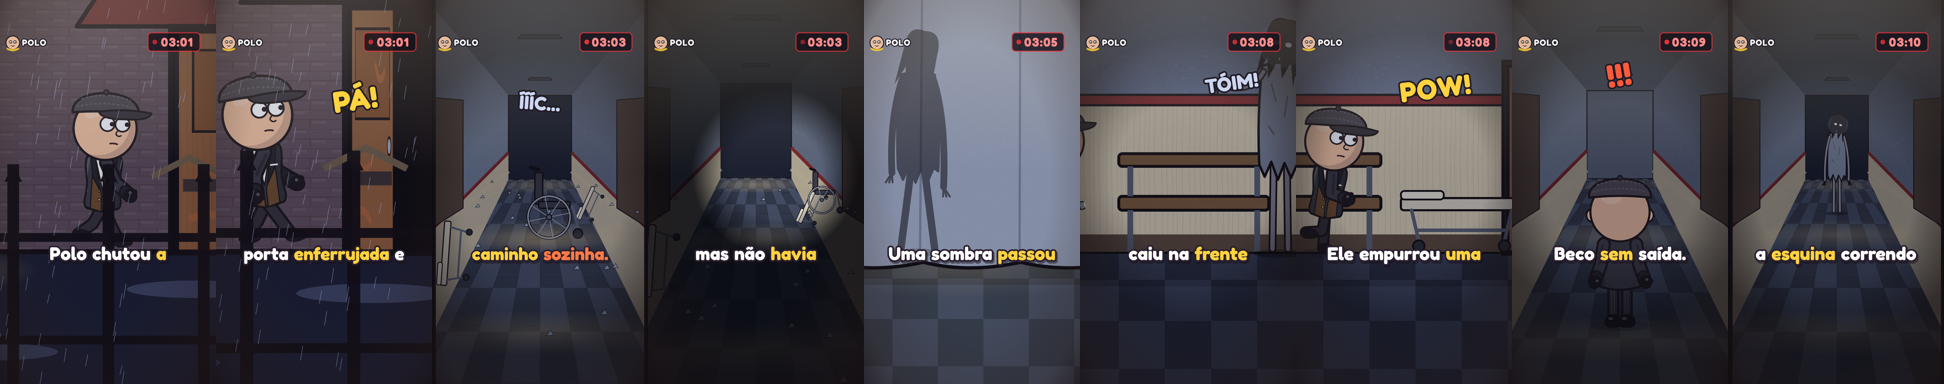 POLO
03:01
PÁ!
Polo chutou a
POLO
03:01
porta enferrujada e
POLO
03:03
ÎÎÎC...
caminho sozinha.
POLO
03:03
mas não havia
POLO
03:05
Uma sombra passou
POLO
03:08
TÓIM!
caiu na frente
POLO
03:08
POW!
Ele empurrou uma
POLO
03:09
!!!
Beco sem saída.
POLO
03:10
a esquina correndo